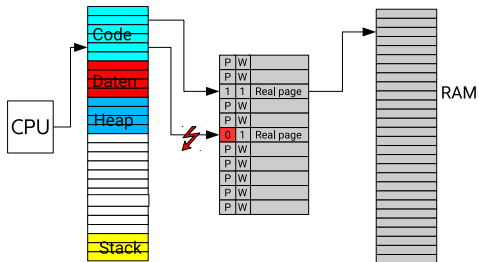 CPU
Code
Daten
Heap
Stack
P W
P W
1 1 Real page
P W
P W
0 1 Real page
P W
P W
P W
P W
P W
RAM